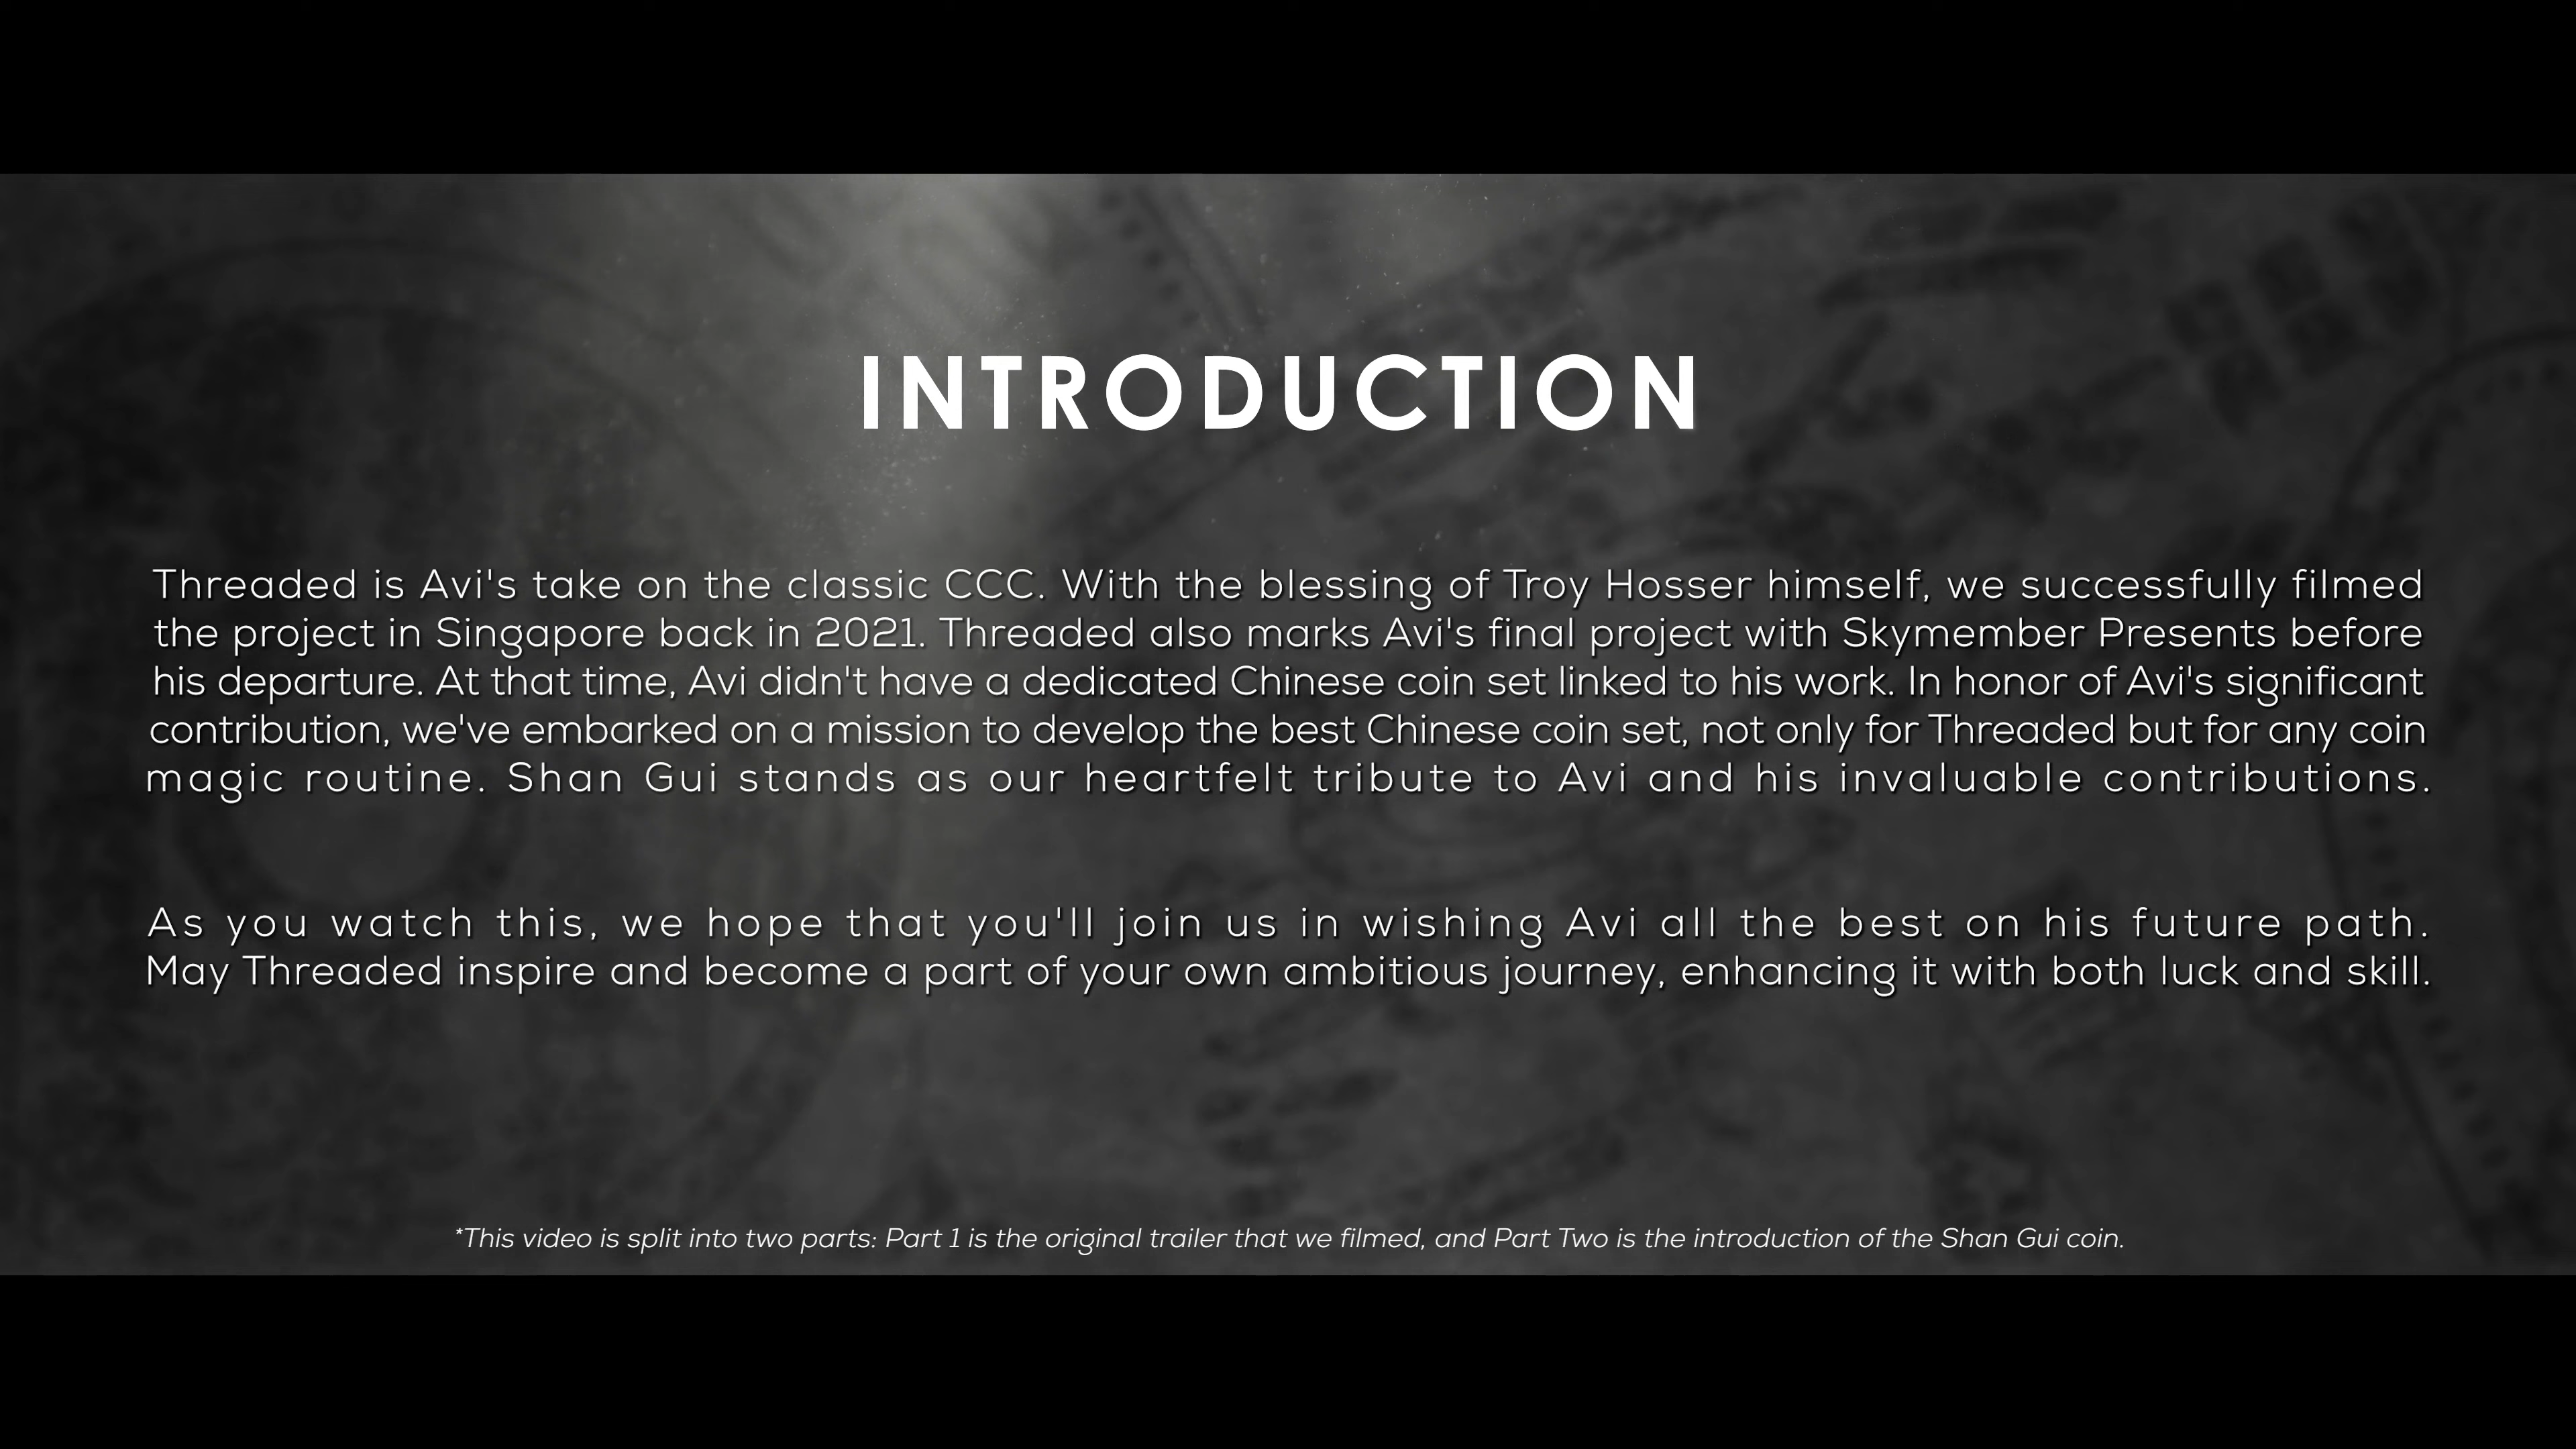 INTRODUCTION
Threaded is Avi's take on the classic CCC. With the blessing of Troy Hosser himself, we successfully filmed
the project in Singapore back in 2021. Threaded also marks Avi's final project with Skymember Presents before
his departure. At that time, Avi didn't have a dedicated Chinese coin set linked to his work. In honor of Avi's significant
contribution, we've embarked on a mission to develop the best Chinese coin set, not only for Threaded but for any coin
magic routine. Shan Gui stands as our heartfelt tribute to Avi and his invaluable contributions.
As you watch this, we hope that you'll join us in wishing Avi all the best on his future path.
May Threaded inspire and become a part of your own ambitious journey, enhancing it with both luck and skill.
*This video is split into two parts: Part 1 is the original trailer that we filmed, and Part Two is the introduction of the Shan Gui coin.